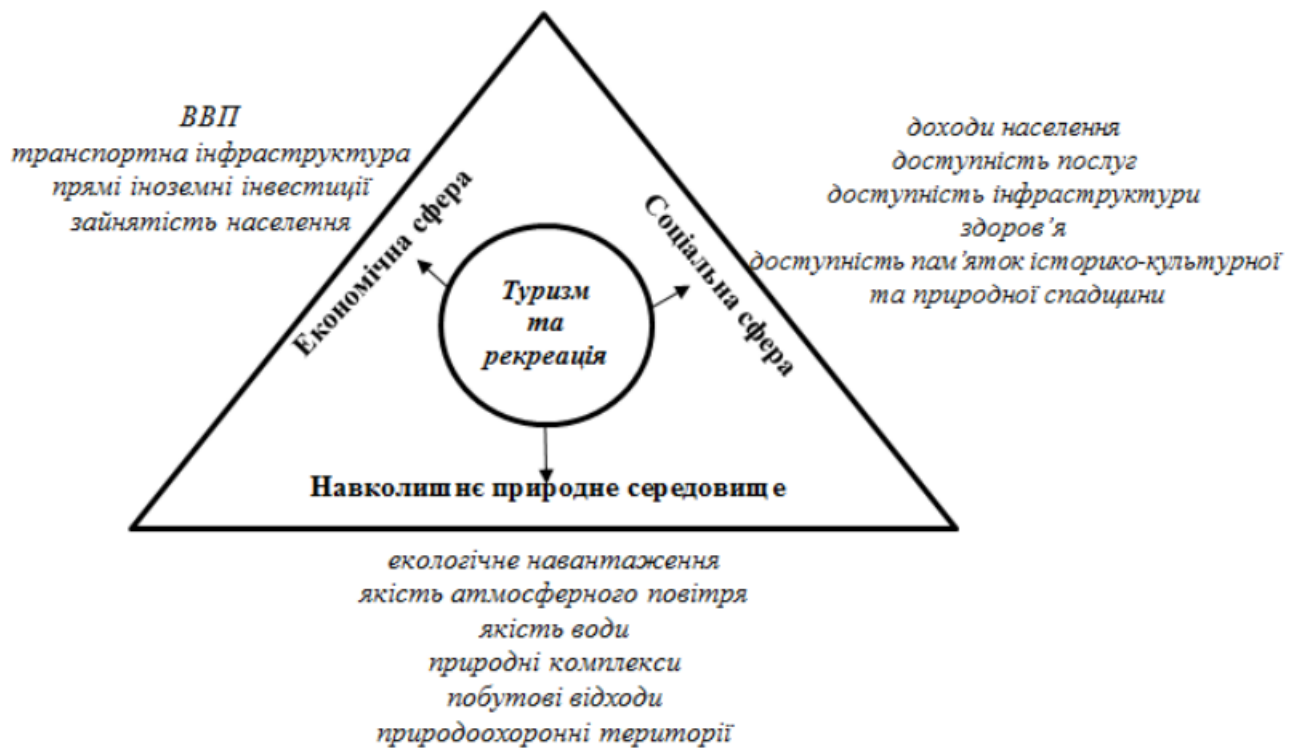 ВВП
транспортна інфраструктура
прямі іноземні інвестиції
зайнятість населення
доходи населення
доступність послуг
доступність інфраструктури
здоров’я
доступність пам’яток історико-культурної
та природної спадщини
Економічна сфера
Соціальна сфера
Туризм
та
рекреація
Навколишнє природне середовище
екологічне навантаження
якість атмосферного повітря
якість води
природні комплекси
побутові відходи
природоохоронні території